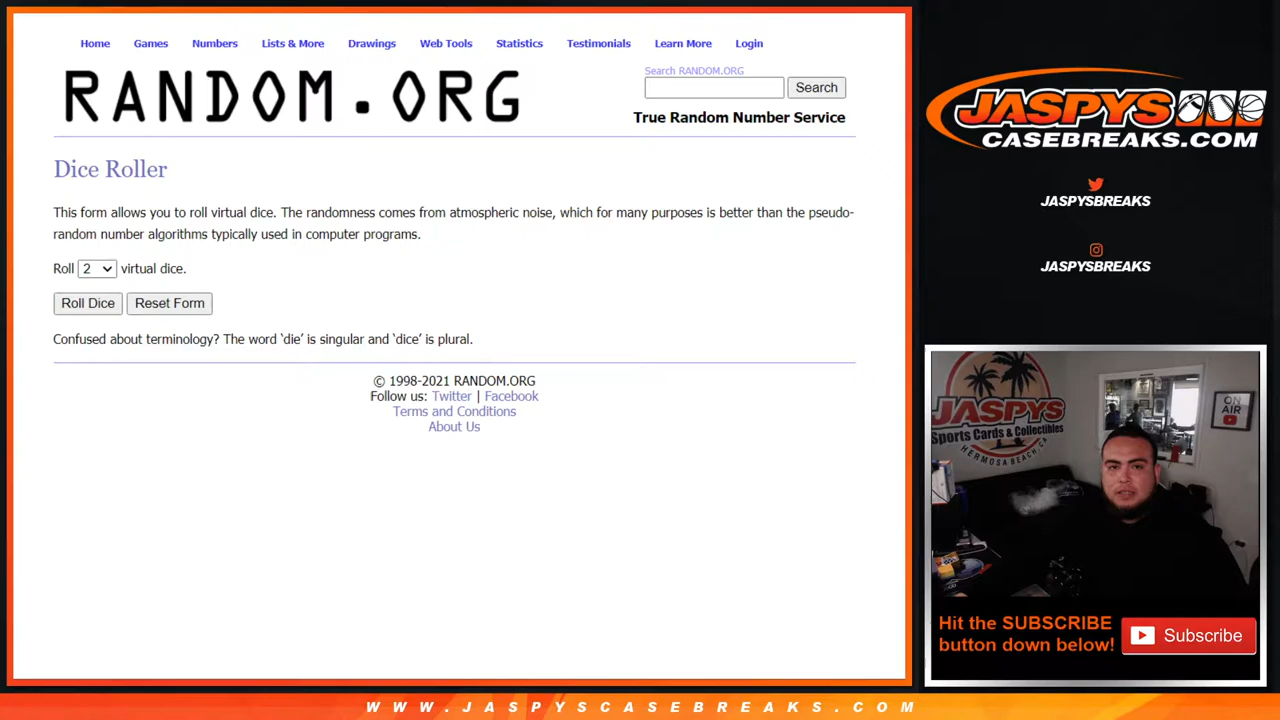 Home Games Numbers Lists & More Drawings Web Tools Statistics Testimonials Learn More Login
RANDOM.ORG
Search RANDOM.ORG
Search
True Random Number Service
Dice Roller
This form allows you to roll virtual dice. The randomness comes from atmospheric noise, which for many purposes is better than the pseudo-
random number algorithms typically used in computer programs.
Roll 2 virtual dice.
Roll Dice Reset Form
Confused about terminology? The word ‘die’ is singular and ‘dice’ is plural.
© 1998-2021 RANDOM.ORG
Follow us: Twitter | Facebook
Terms and Conditions
About Us
JASPYS
CASEBREAKS.COM
JASPYSBREAKS
JASPYSBREAKS
JASPYS
Sports Cards & Collectibles
HERMOSA BEACH, CA
ON
AIR
Hit the SUBSCRIBE
button down below!
Subscribe
WWW.JASPYSCASEBREAKS.COM